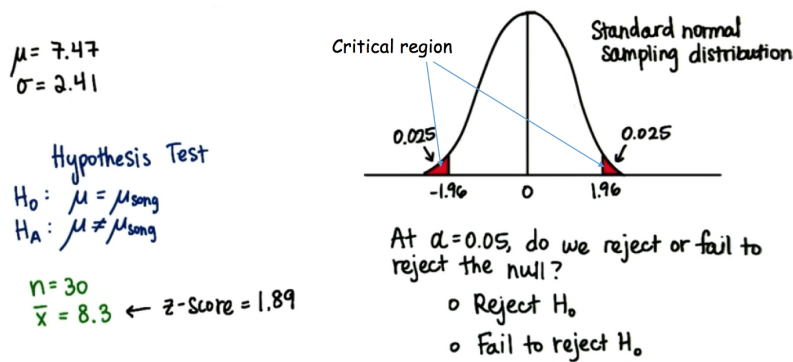 μ = 7.47
σ = 2.41
Hypothesis Test
H₀: μ = μsong
Hₐ: μ ≠ μsong
n = 30
x̄ = 8.3 ← z-score = 1.89
Critical region
Standard normal
sampling distribution
0.025
0.025
-1.96
0
1.96
At α = 0.05, do we reject or fail to
reject the null?
o Reject H₀
o Fail to reject H₀